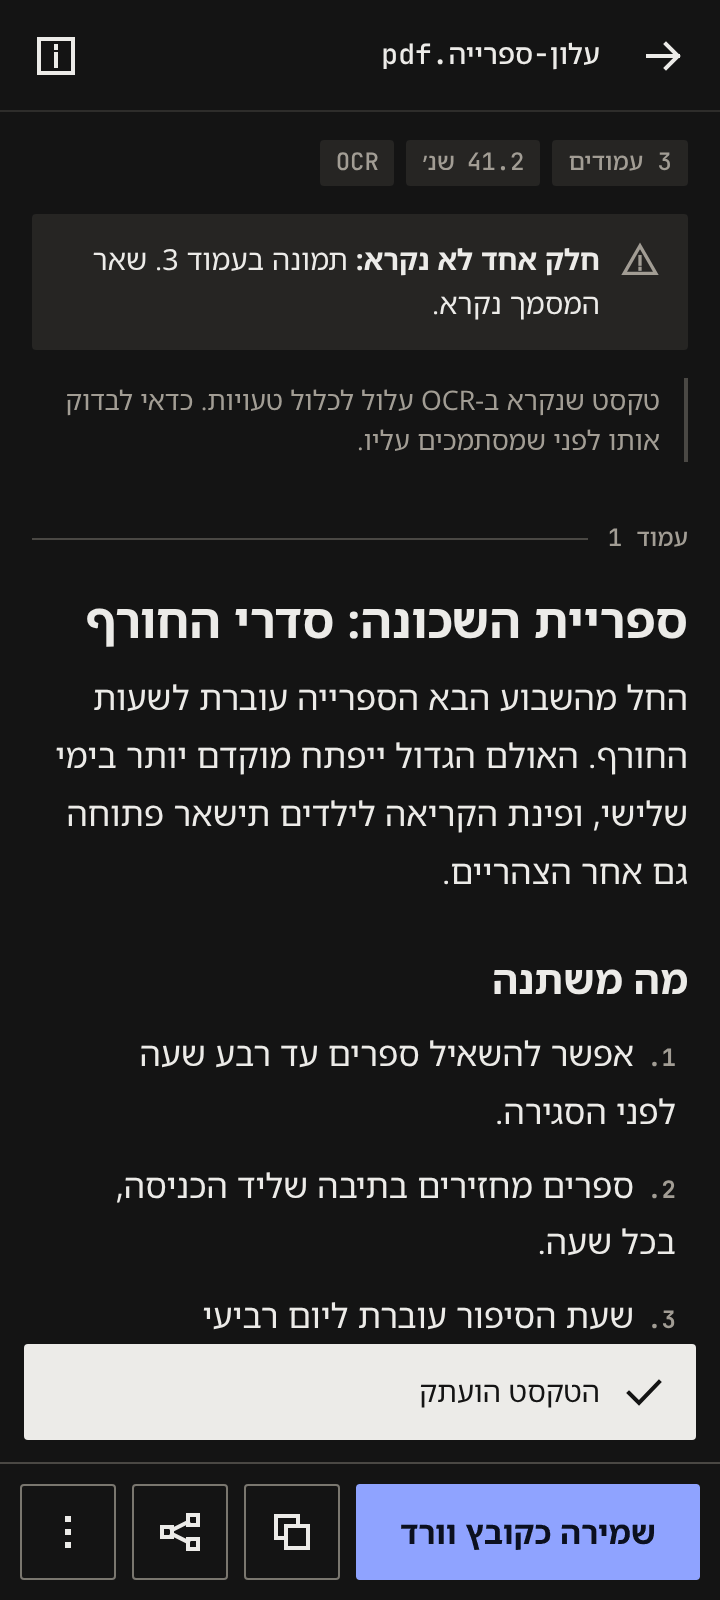 עלון-ספרייה.pdf
3 עמודים
41.2 שנ׳
OCR
חלק אחד לא נקרא: תמונה בעמוד 3. שאר
המסמך נקרא.
טקסט שנקרא ב-OCR עלול לכלול טעויות. כדאי לבדוק
אותו לפני שמסתמכים עליו.
עמוד 1
ספריית השכונה: סדרי החורף
החל מהשבוע הבא הספרייה עוברת לשעות
החורף. האולם הגדול ייפתח מוקדם יותר בימי
שלישי, ופינת הקריאה לילדים תישאר פתוחה
גם אחר הצהריים.
מה משתנה
1. אפשר להשאיל ספרים עד רבע שעה
לפני הסגירה.
2. ספרים מחזירים בתיבה שליד הכניסה,
בכל שעה.
3. שעת הסיפור עוברת ליום רביעי
הטקסט הועתק
שמירה כקובץ וורד